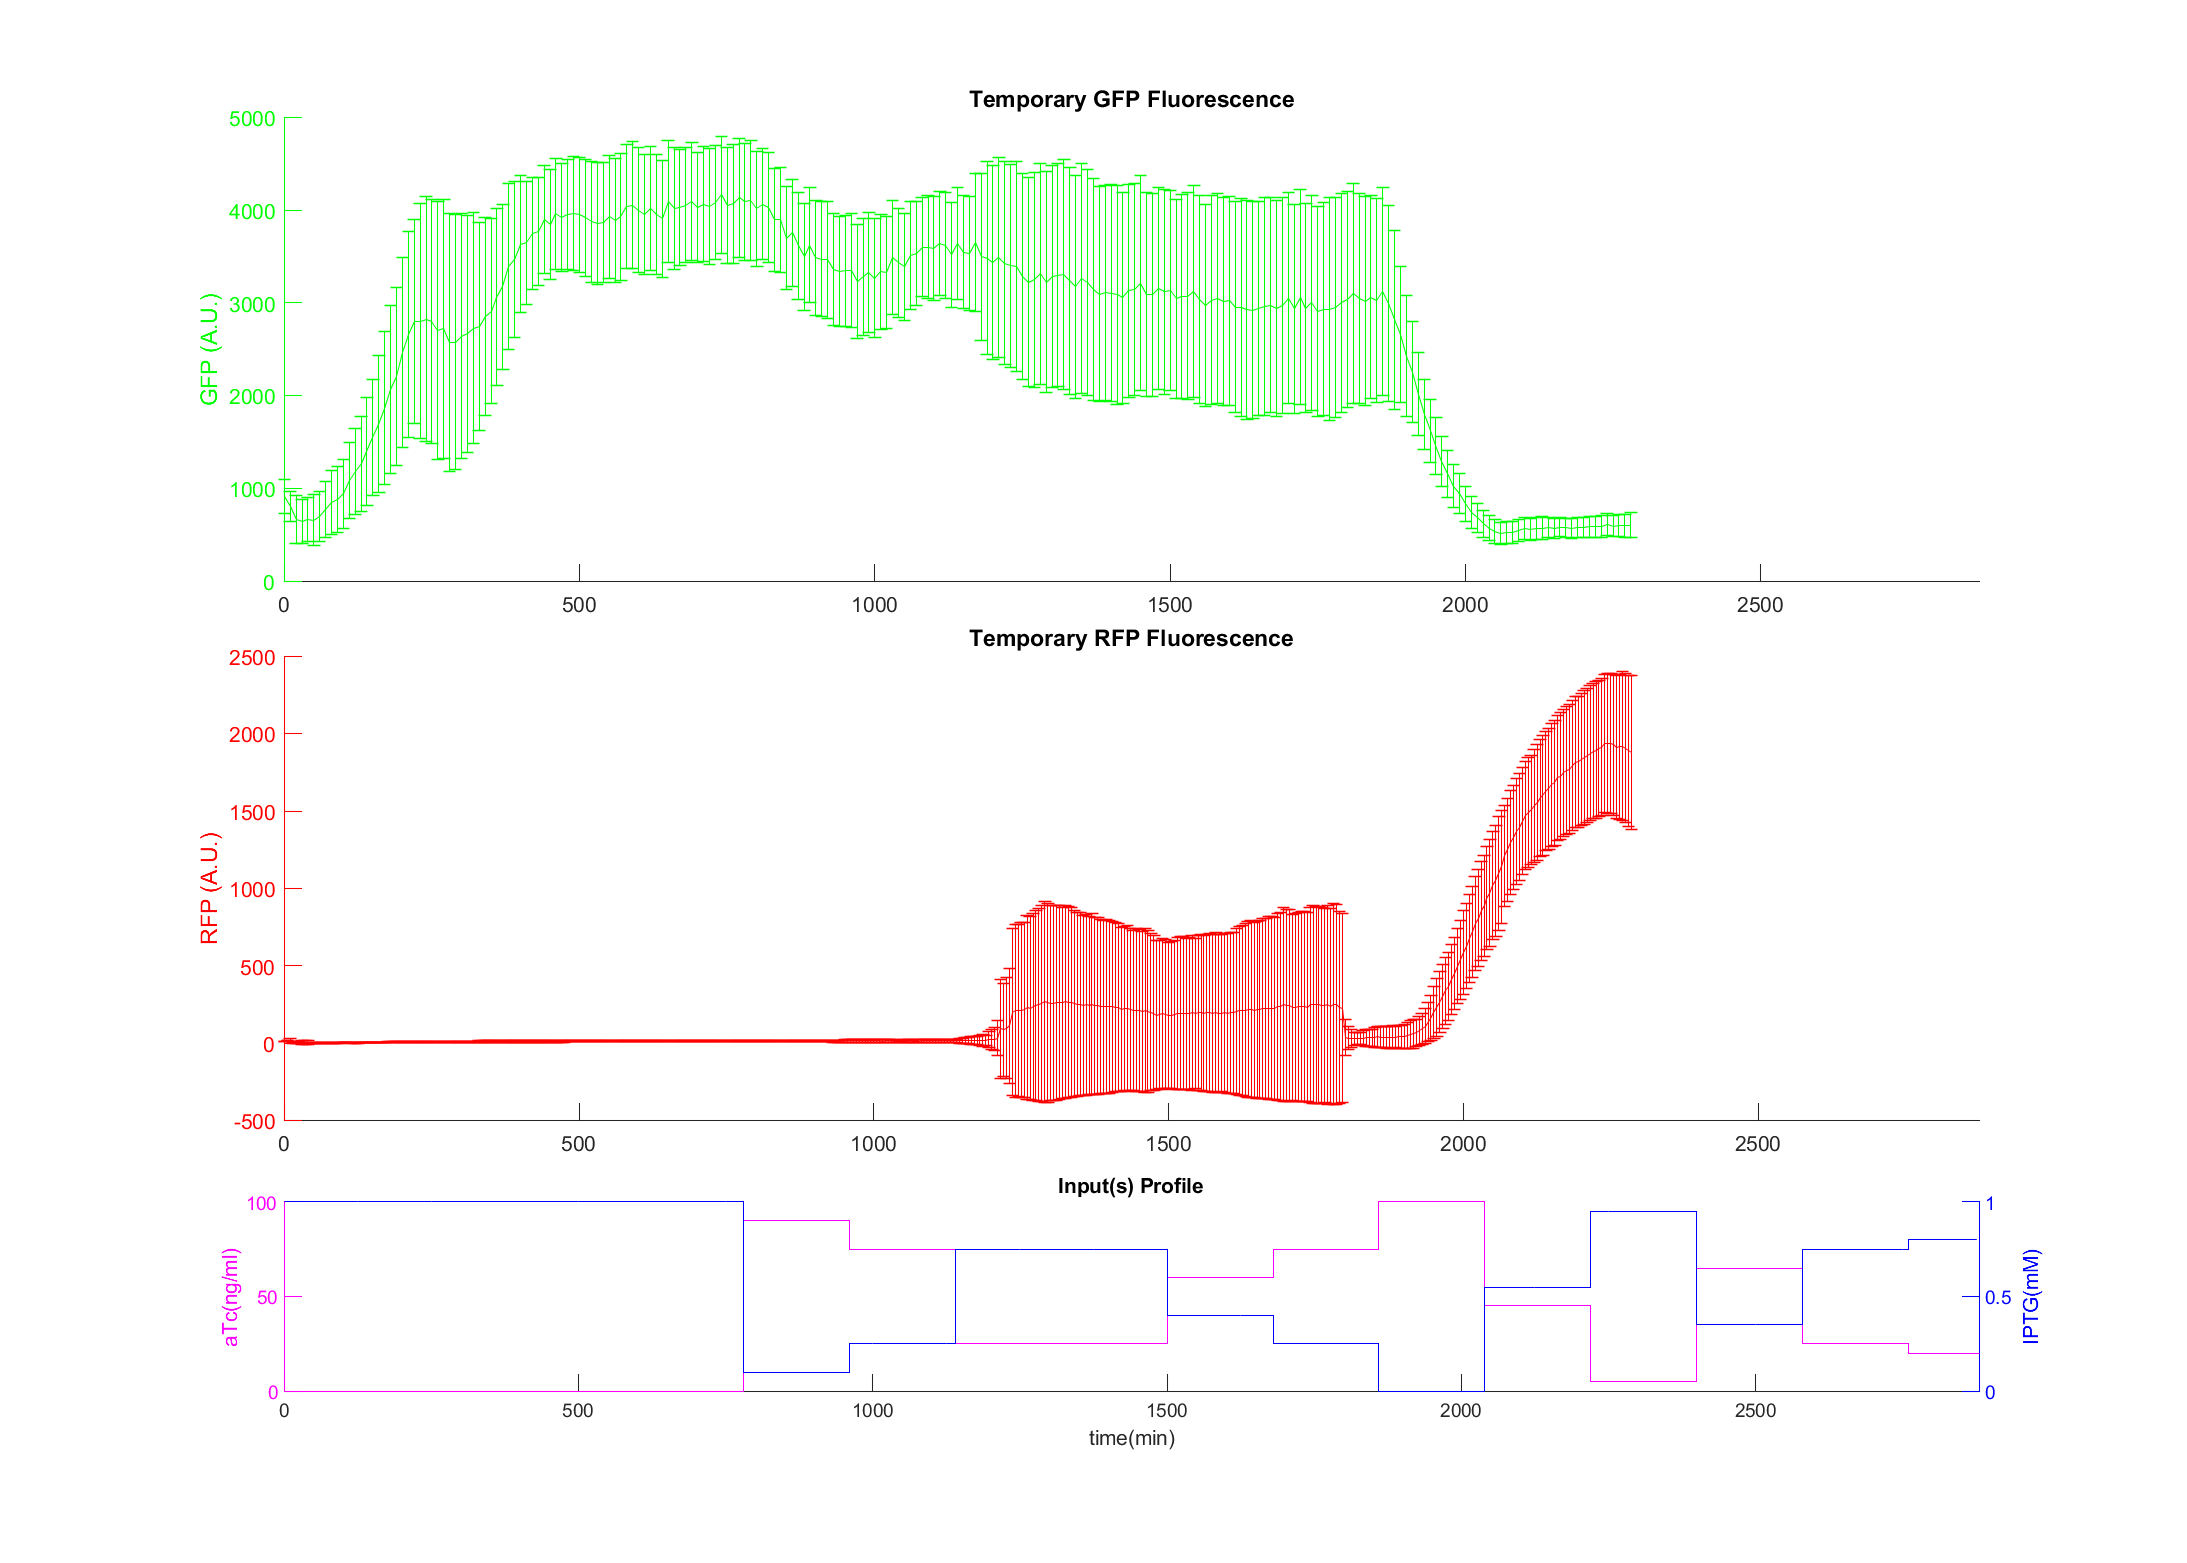 Temporary GFP Fluorescence
5000
4000
3000
2000
1000
0
GFP (A.U.)
0 500 1000 1500 2000 2500
Temporary RFP Fluorescence
2500
2000
1500
1000
500
0
-500
RFP (A.U.)
0 500 1000 1500 2000 2500
Input(s) Profile
100
50
0
aTc(ng/ml)
1
0.5
0
IPTG(mM)
0 500 1000 1500 2000 2500
time(min)